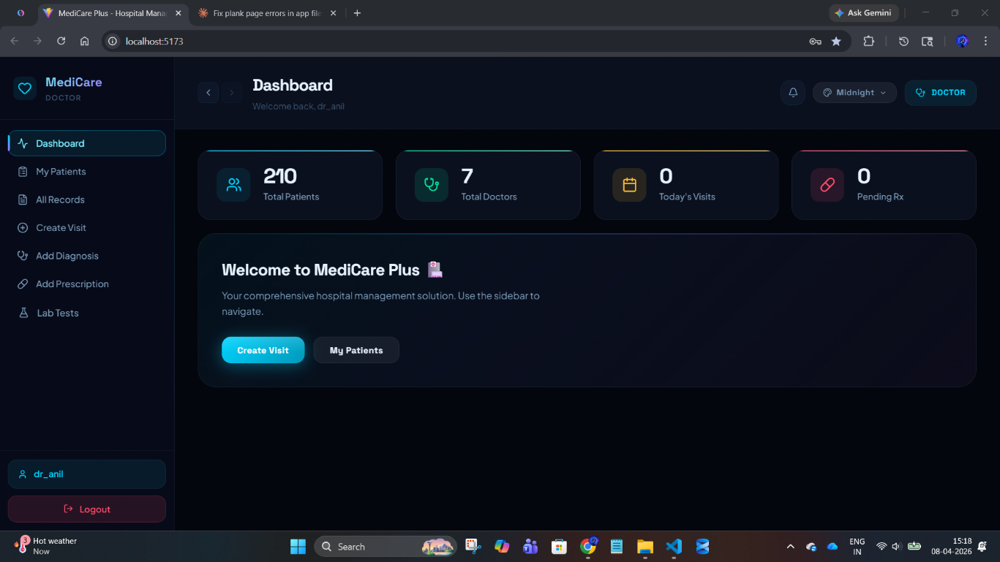 MediCare Plus - Hospital Mana
Fix plank page errors in app file
Ask Gemini
localhost:5173
MediCare
DOCTOR
Dashboard
My Patients
All Records
Create Visit
Add Diagnosis
Add Prescription
Lab Tests
dr_anil
Logout
Dashboard
Welcome back, dr_anil
Midnight
DOCTOR
210
Total Patients
7
Total Doctors
0
Today's Visits
0
Pending Rx
Welcome to MediCare Plus
Your comprehensive hospital management solution. Use the sidebar to
navigate.
Create Visit
My Patients
3
Hot weather
Now
Search
ENG
IN
15:18
08-04-2026